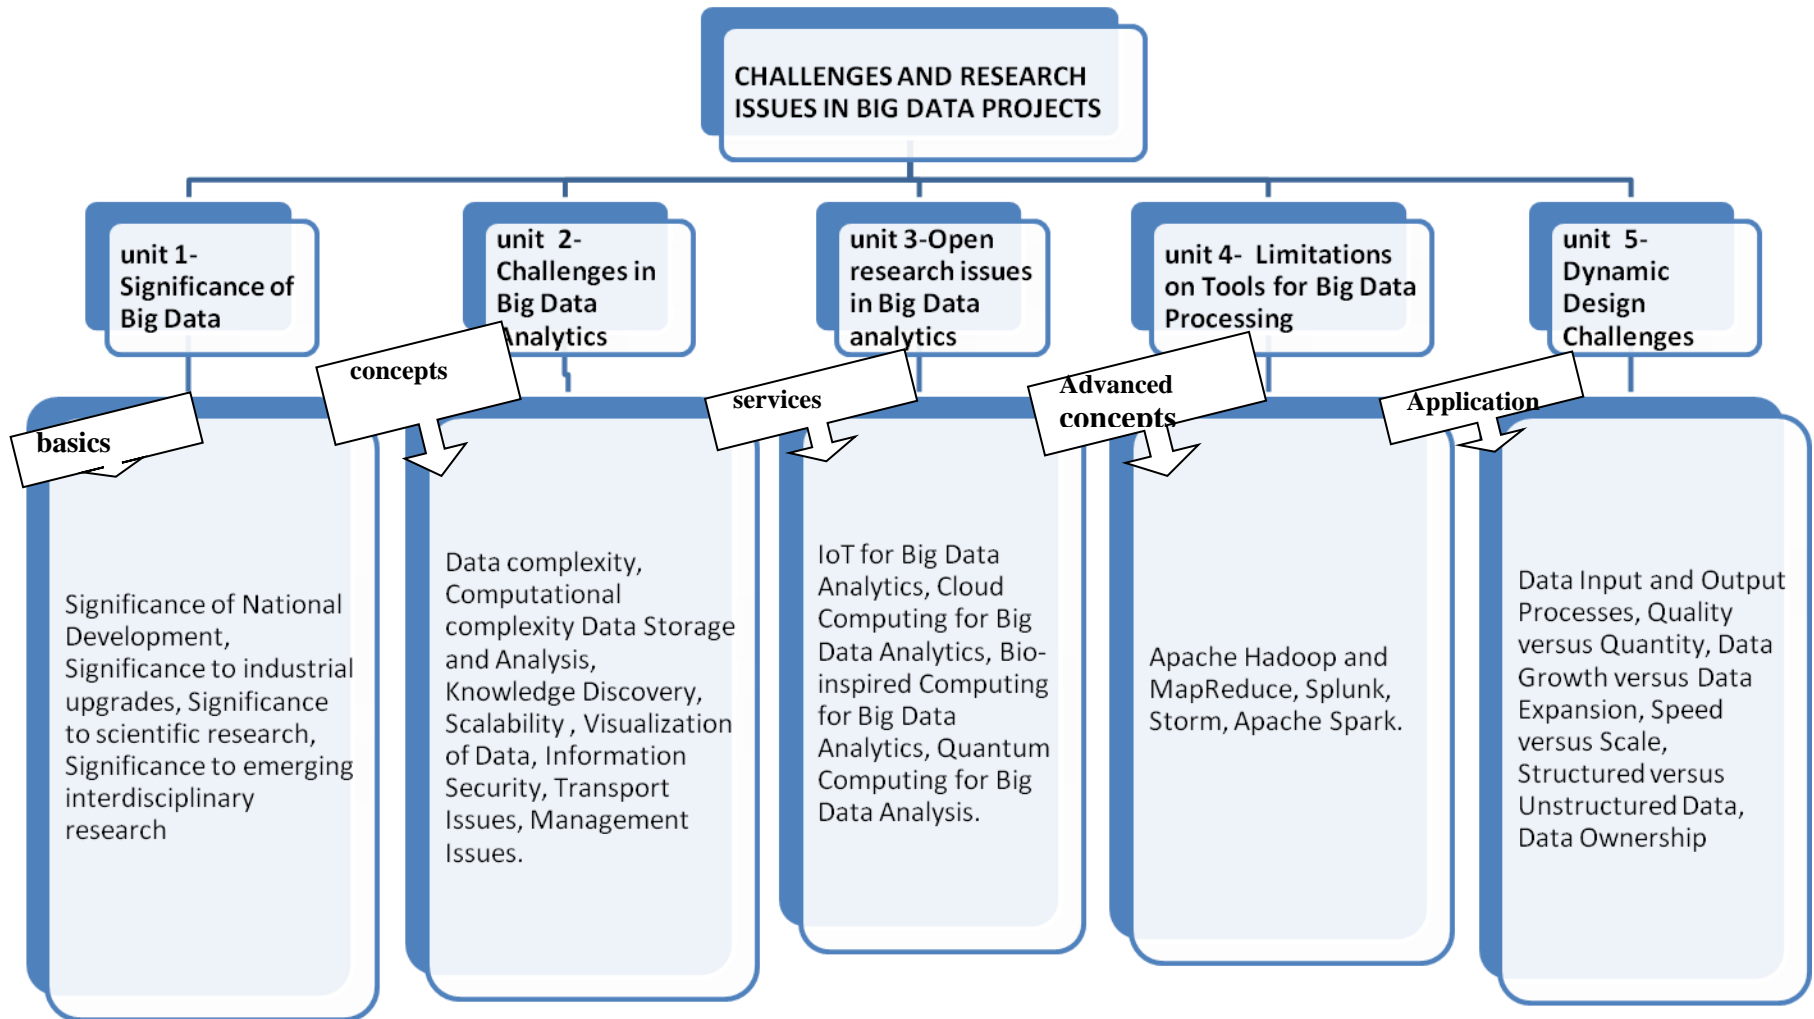 CHALLENGES AND RESEARCH
ISSUES IN BIG DATA PROJECTS
unit 1-
Significance of
Big Data
unit 2-
Challenges in
Big Data
Analytics
unit 3-Open
research issues
in Big Data
analytics
unit 4- Limitations
on Tools for Big Data
Processing
unit 5-
Dynamic
Design
Challenges
basics
concepts
services
Advanced
concepts
Application
Significance of National
Development,
Significance to industrial
upgrades, Significance
to scientific research,
Significance to emerging
interdisciplinary
research
Data complexity,
Computational
complexity Data Storage
and Analysis,
Knowledge Discovery,
Scalability , Visualization
of Data, Information
Security, Transport
Issues, Management
Issues.
IoT for Big Data
Analytics, Cloud
Computing for Big
Data Analytics, Bio-
inspired Computing
for Big Data
Analytics, Quantum
Computing for Big
Data Analysis.
Apache Hadoop and
MapReduce, Splunk,
Storm, Apache Spark.
Data Input and Output
Processes, Quality
versus Quantity, Data
Growth versus Data
Expansion, Speed
versus Scale,
Structured versus
Unstructured Data,
Data Ownership